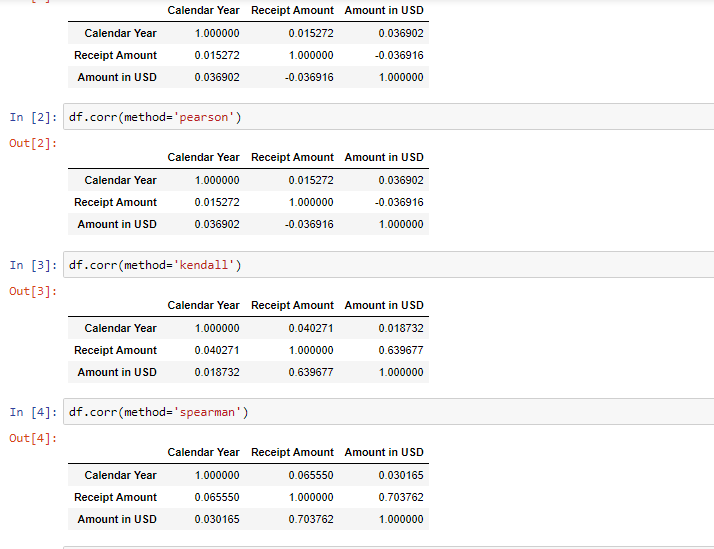 Calendar Year Receipt Amount Amount in USD
Calendar Year 1.000000 0.015272 0.036902
Receipt Amount 0.015272 1.000000 -0.036916
Amount in USD 0.036902 -0.036916 1.000000
In [2]: df.corr(method='pearson')
Out[2]:
Calendar Year Receipt Amount Amount in USD
Calendar Year 1.000000 0.015272 0.036902
Receipt Amount 0.015272 1.000000 -0.036916
Amount in USD 0.036902 -0.036916 1.000000
In [3]: df.corr(method='kendall')
Out[3]:
Calendar Year Receipt Amount Amount in USD
Calendar Year 1.000000 0.040271 0.018732
Receipt Amount 0.040271 1.000000 0.639677
Amount in USD 0.018732 0.639677 1.000000
In [4]: df.corr(method='spearman')
Out[4]:
Calendar Year Receipt Amount Amount in USD
Calendar Year 1.000000 0.065550 0.030165
Receipt Amount 0.065550 1.000000 0.703762
Amount in USD 0.030165 0.703762 1.000000